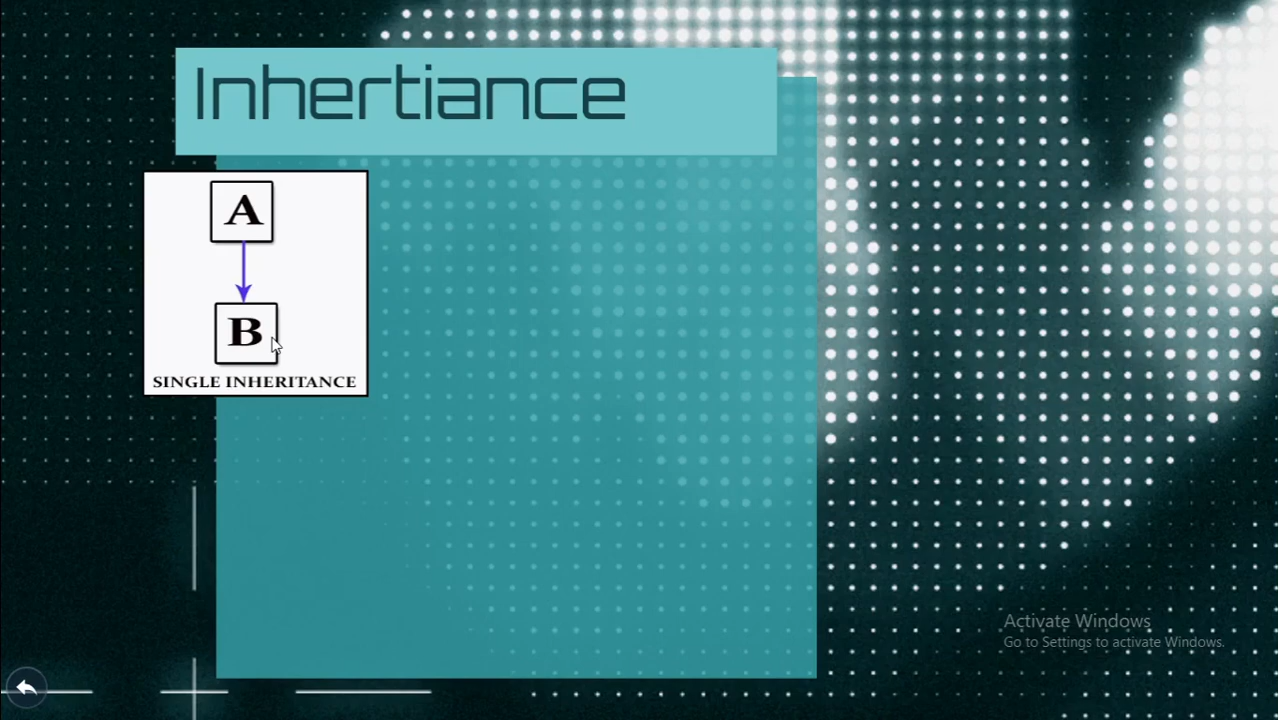 Inhertiance
A
B
SINGLE INHERITANCE
Activate Windows
Go to Settings to activate Windows.